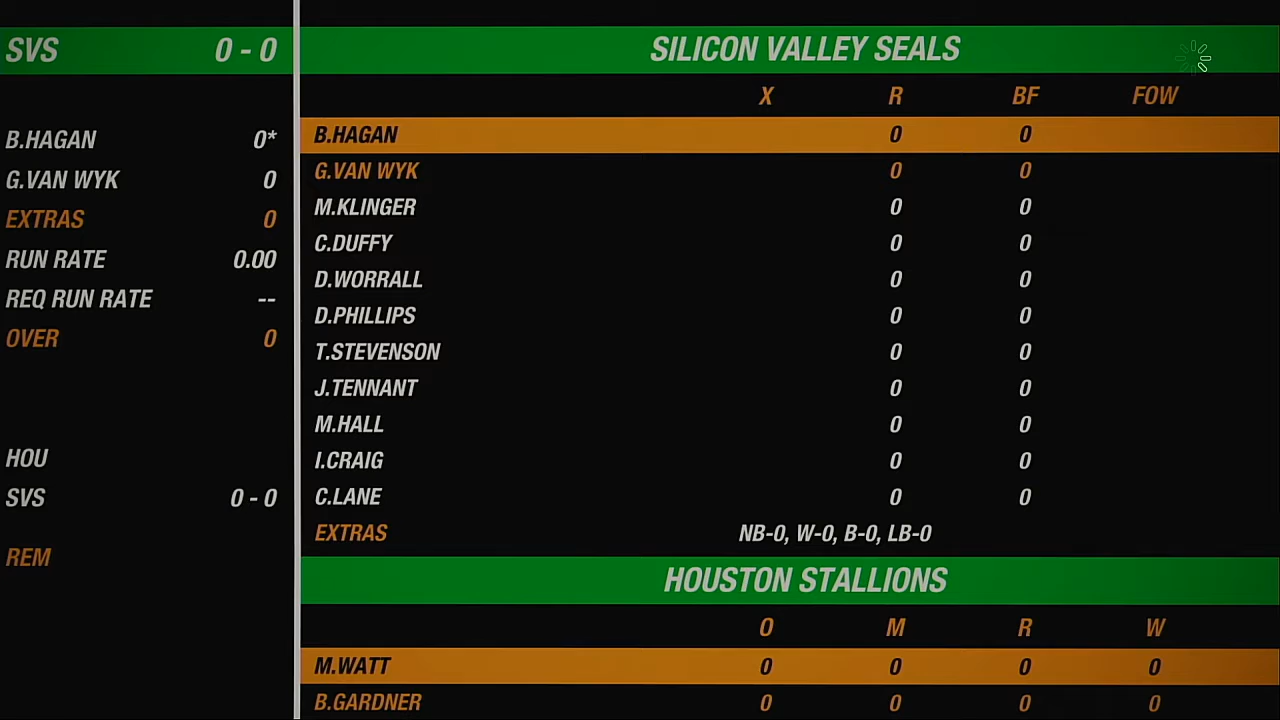 SVS 0 - 0
B.HAGAN 0*
G.VAN WYK 0
EXTRAS 0
RUN RATE 0.00
REQ RUN RATE --
OVER 0
HOU
SVS 0 - 0
REM
SILICON VALLEY SEALS
X R BF FOW
B.HAGAN 0 0
G.VAN WYK 0 0
M.KLINGER 0 0
C.DUFFY 0 0
D.WORRALL 0 0
D.PHILLIPS 0 0
T.STEVENSON 0 0
J.TENNANT 0 0
M.HALL 0 0
I.CRAIG 0 0
C.LANE 0 0
EXTRAS NB-0, W-0, B-0, LB-0
HOUSTON STALLIONS
O M R W
M.WATT 0 0 0 0
B.GARDNER 0 0 0 0